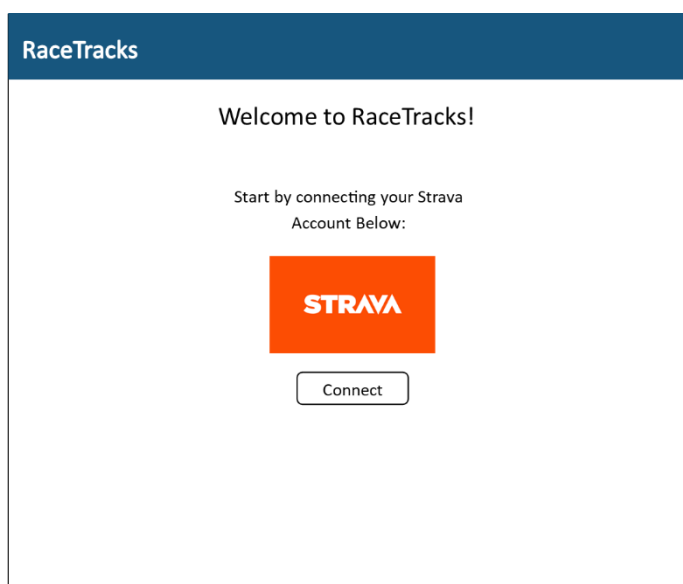 RaceTracks
Welcome to RaceTracks!
Start by connecting your Strava
Account Below:
STRAVA
Connect